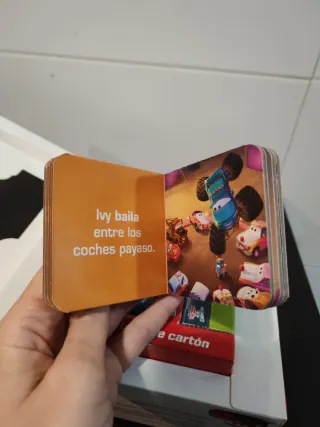 Ivy baila
entre los
coches payaso.
e cartón